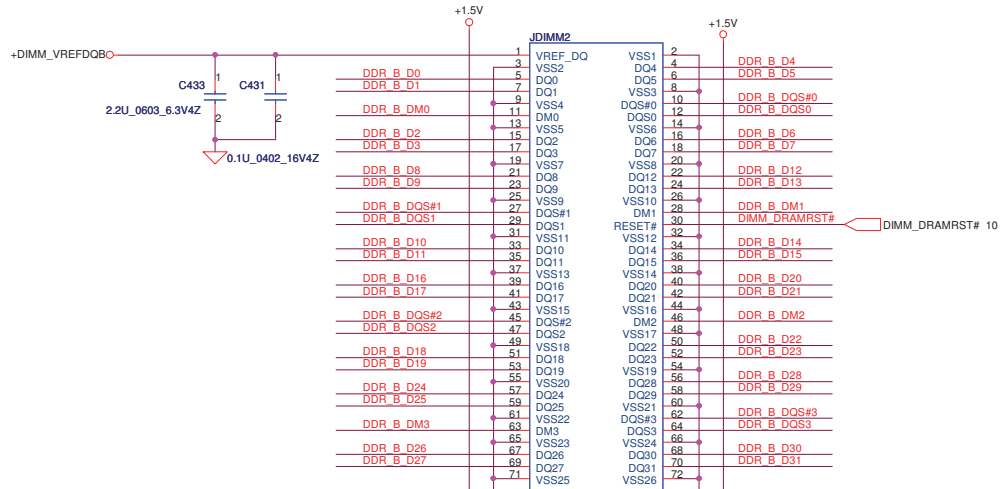 +1.5V
+1.5V
JDIMM2
+DIMM_VREFDQB
1 VREF_DQ VSS1 2
3 VSS2 DQ4 4 DDR_B_D4
DDR_B_D0 5 DQ0 DQ5 6 DDR_B_D5
DDR_B_D1 7 DQ1 VSS3 8
C433 1 C431 1
9 VSS4 DQS#0 10 DDR_B_DQS#0
2.2U_0603_6.3V4Z
DDR_B_DM0 11 DM0 DQS0 12 DDR_B_DQS0
2 2
13 VSS5 VSS6 14
DDR_B_D2 15 DQ2 DQ6 16 DDR_B_D6
DDR_B_D3 17 DQ3 DQ7 18 DDR_B_D7
0.1U_0402_16V4Z
19 VSS7 VSS8 20
DDR_B_D8 21 DQ8 DQ12 22 DDR_B_D12
DDR_B_D9 23 DQ9 DQ13 24 DDR_B_D13
25 VSS9 VSS10 26
DDR_B_DQS#1 27 DQS#1 DM1 28 DDR_B_DM1
DDR_B_DQS1 29 DQS1 RESET# 30 DIMM_DRAMRST# DIMM_DRAMRST# 10
31 VSS11 VSS12 32
DDR_B_D10 33 DQ10 DQ14 34 DDR_B_D14
DDR_B_D11 35 DQ11 DQ15 36 DDR_B_D15
37 VSS13 VSS14 38
DDR_B_D16 39 DQ16 DQ20 40 DDR_B_D20
DDR_B_D17 41 DQ17 DQ21 42 DDR_B_D21
43 VSS15 VSS16 44
DDR_B_DQS#2 45 DQS#2 DM2 46 DDR_B_DM2
DDR_B_DQS2 47 DQS2 VSS17 48
49 VSS18 DQ22 50 DDR_B_D22
DDR_B_D18 51 DQ18 DQ23 52 DDR_B_D23
DDR_B_D19 53 DQ19 VSS19 54
55 VSS20 DQ28 56 DDR_B_D28
DDR_B_D24 57 DQ24 DQ29 58 DDR_B_D29
DDR_B_D25 59 DQ25 VSS21 60
61 VSS22 DQS#3 62 DDR_B_DQS#3
DDR_B_DM3 63 DM3 DQS3 64 DDR_B_DQS3
65 VSS23 VSS24 66
DDR_B_D26 67 DQ26 DQ30 68 DDR_B_D30
DDR_B_D27 69 DQ27 DQ31 70 DDR_B_D31
71 VSS25 VSS26 72